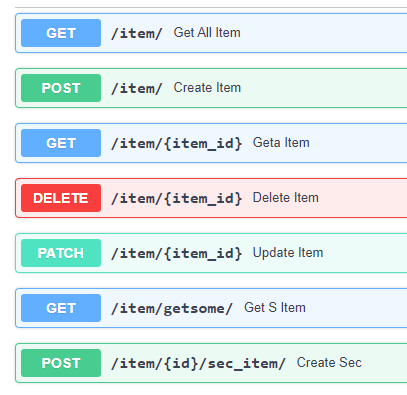 GET /item/ Get All Item
POST /item/ Create Item
GET /item/{item_id} Geta Item
DELETE /item/{item_id} Delete Item
PATCH /item/{item_id} Update Item
GET /item/getsome/ Get S Item
POST /item/{id}/sec_item/ Create Sec